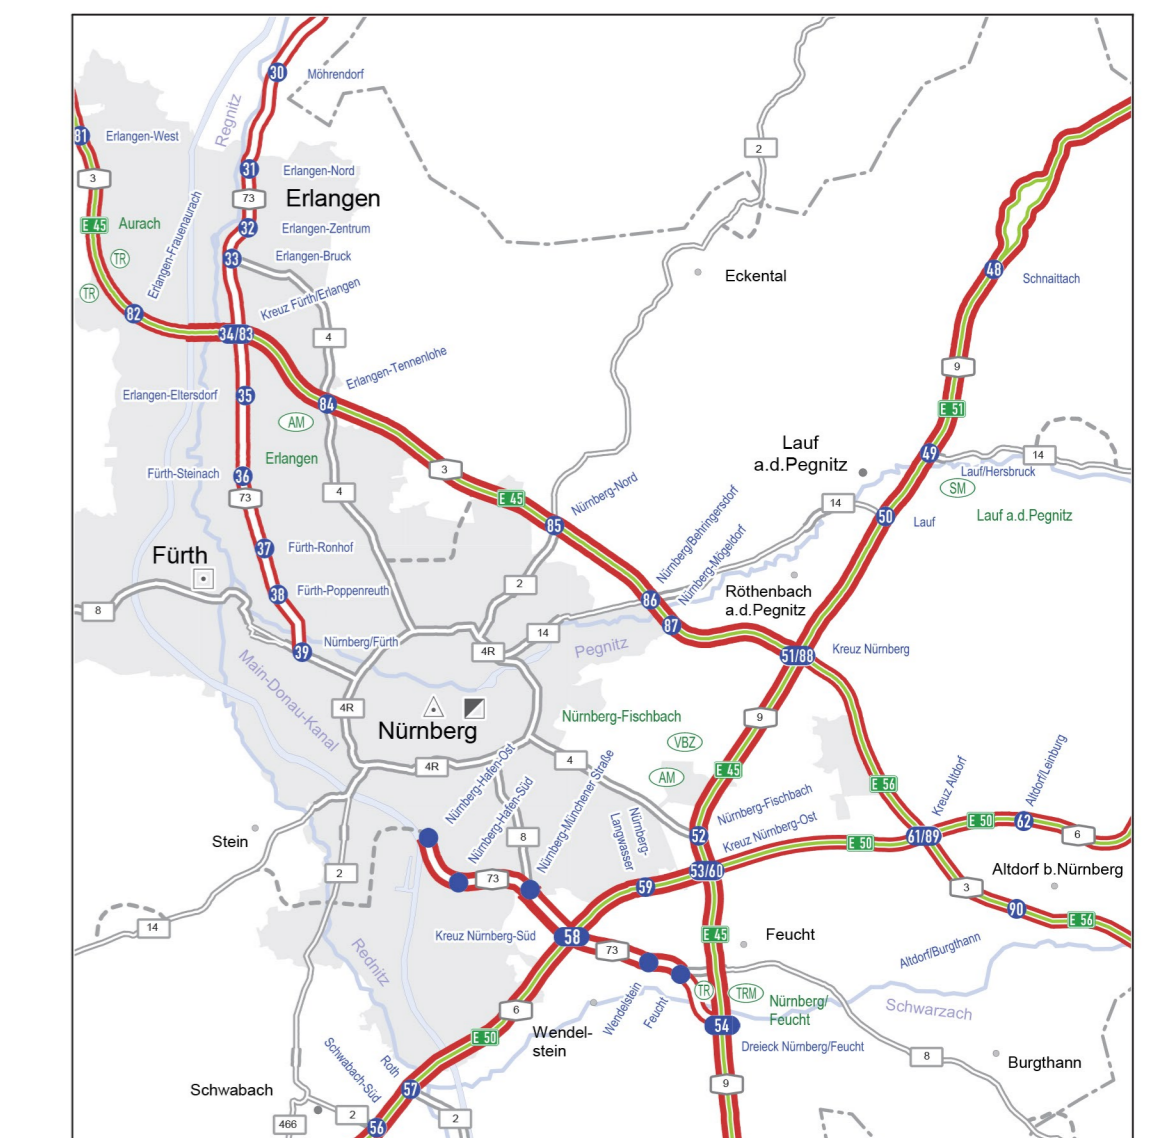 30
Möhrendorf
Regnitz
81
Erlangen-West
2
3
31
Erlangen-Nord
73
Erlangen
E 45
Aurach
32
Erlangen-Zentrum
Erlangen-Frauenaurach
TR
33
Erlangen-Bruck
Eckental
48
Schnaittach
TR
82
Kreuz Fürth/Erlangen
34/83
4
9
Erlangen-Tennenlohe
Erlangen-Eltersdorf
35
84
E 51
AM
Lauf
a.d.Pegnitz
49
14
Erlangen
Fürth-Steinach
36
3
Lauf/Hersbruck
SM
73
4
E 45
Nürnberg-Nord
14
50
Lauf
Lauf a.d.Pegnitz
85
Nürnberg/Behringersdorf
Nürnberg-Mögeldorf
37
Fürth-Ronhof
Fürth
2
Röthenbach
a.d.Pegnitz
38
Fürth-Poppenreuth
86
8
87
14
Nürnberg/Fürth
39
4R
Pegnitz
51/88
Kreuz Nürnberg
Main-Donau-Kanal
4R
Nürnberg
Nürnberg-Fischbach
9
VBZ
4R
4
AM
E 45
E 56
Nürnberg-Hafen-Ost
Nürnberg-Hafen-Süd
Nürnberg-Münchener Straße
Nürnberg-
Langwasser
Nürnberg-Fischbach
Kreuz Nürnberg-Ost
Kreuz Altdorf
Altdorf/Leinburg
Stein
8
52
E 50
61/89
E 50
62
6
2
73
59
53/60
3
Altdorf b.Nürnberg
14
90
E 56
Kreuz Nürnberg-Süd
58
E 45
Feucht
73
Altdorf/Burgthann
Rednitz
Wendelstein
Feucht
TR
TRM
Nürnberg/
Feucht
Schwarzach
6
Wendel-
stein
54
Dreieck Nürnberg/Feucht
E 50
8
Burgthann
Schwabach-Süd
Roth
Schwabach
57
9
466
2
56
2